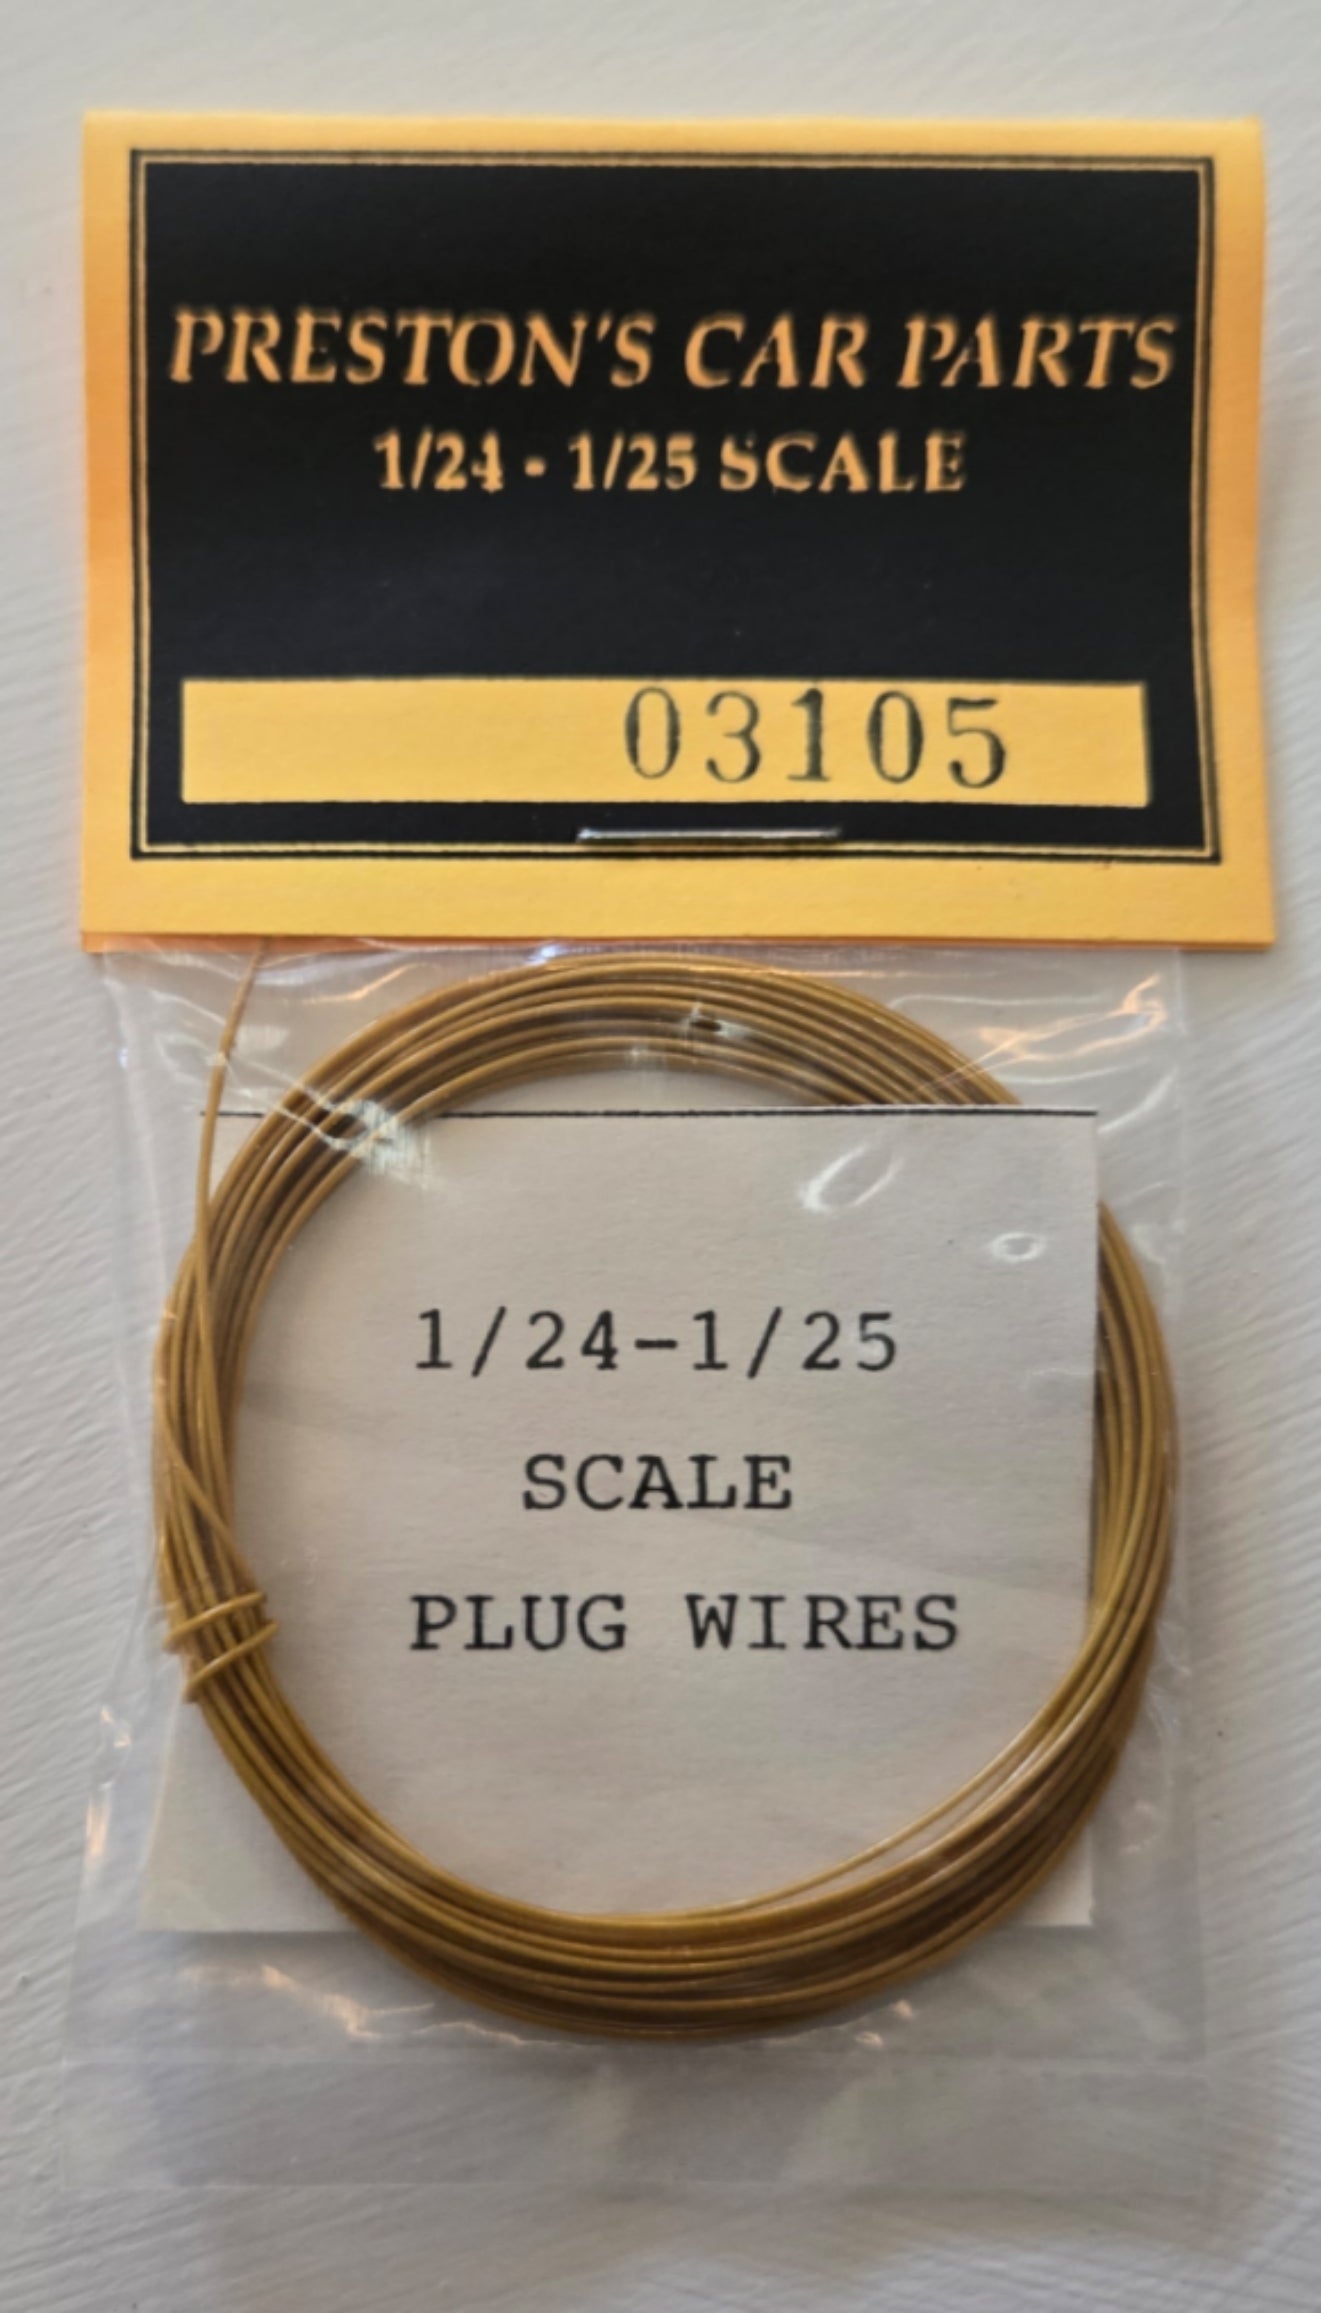 PRESTON'S CAR PARTS
1/24 - 1/25 SCALE
03105
1/24-1/25
SCALE
PLUG WIRES